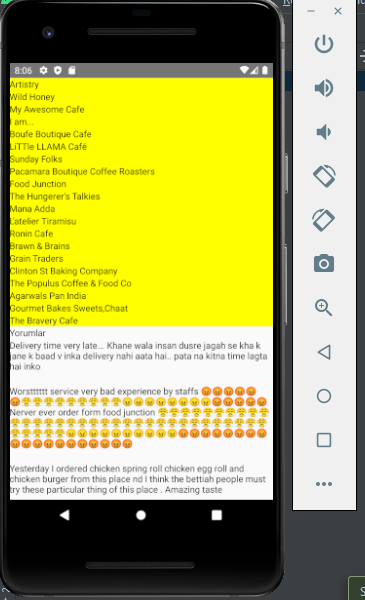 8:06
Artistry
Wild Honey
My Awesome Cafe
I am...
Boufe Boutique Cafe
LiTTle LLAMA Café
Sunday Folks
Pacamara Boutique Coffee Roasters
Food Junction
The Hungerer's Talkies
Mana Adda
L'atelier Tiramisu
Ronin Cafe
Brawn & Brains
Grain Traders
Clinton St Baking Company
The Populus Coffee & Food Co
Agarwals Pan India
Gourmet Bakes Sweets,Chaat
The Bravery Cafe
Yorumlar
Delivery time very late... Khane wala insan dusre jagah se kha k
jane k baad v inka delivery nahi aata hai.. pata na kitna time lagta
hai inko
Worstttttt service very bad experience by staffs
Nerver ever order form food junction
Yesterday I ordered chicken spring roll chicken egg roll and
chicken burger from this place nd I think the bettiah people must
try these particular thing of this place . Amazing taste